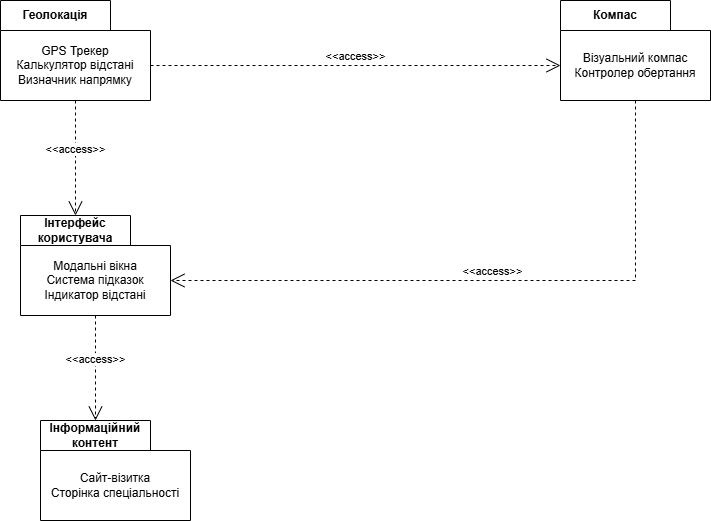 Геолокація
GPS Трекер
Калькулятор відстані
Визначник напрямку
<<access>>
Компас
Візуальний компас
Контролер обертання
<<access>>
Інтерфейс
користувача
Модальні вікна
Система підказок
Індикатор відстані
<<access>>
<<access>>
Інформаційний
контент
Сайт-візитка
Сторінка спеціальності